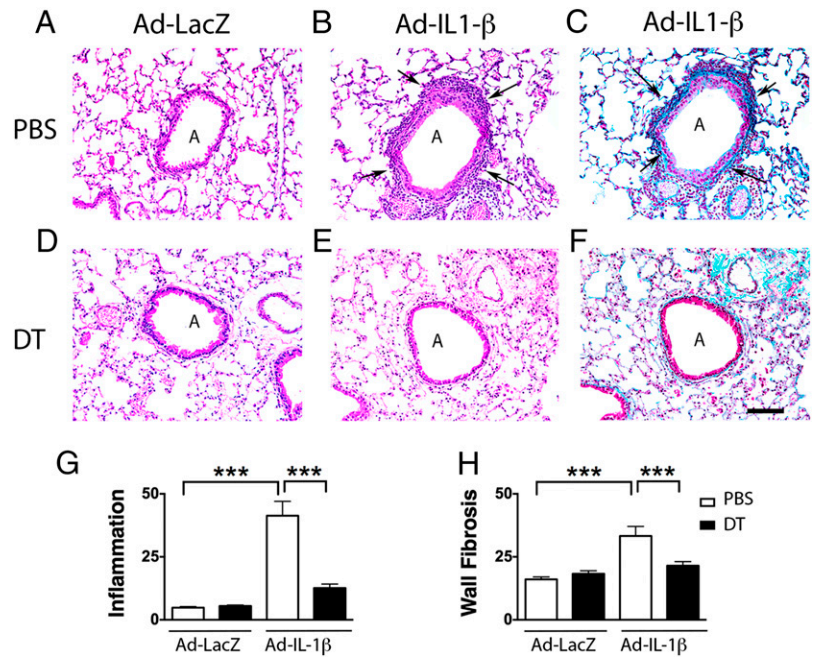 A Ad-LacZ B Ad-IL1-β C Ad-IL1-β
PBS A A A
D E F
DT A A A
G H
*** *** *** ***
50 50
PBS
DT
Inflammation 25 Wall Fibrosis 25
0 0
Ad-LacZ Ad-IL-1β Ad-LacZ Ad-IL-1β